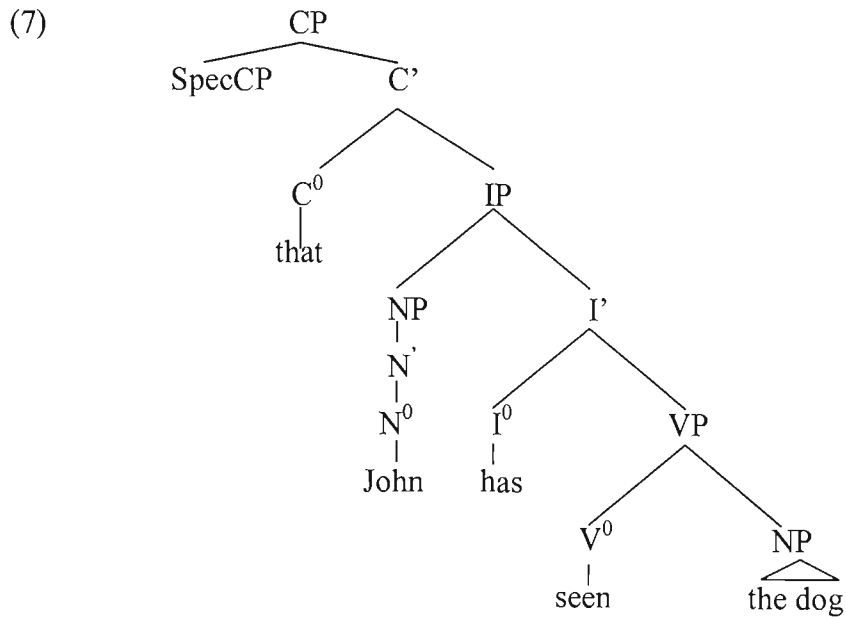 (7) CP
SpecCP C’
C⁰ IP
that
NP I’
N’
N⁰ I⁰ VP
John has
V⁰ NP
seen the dog